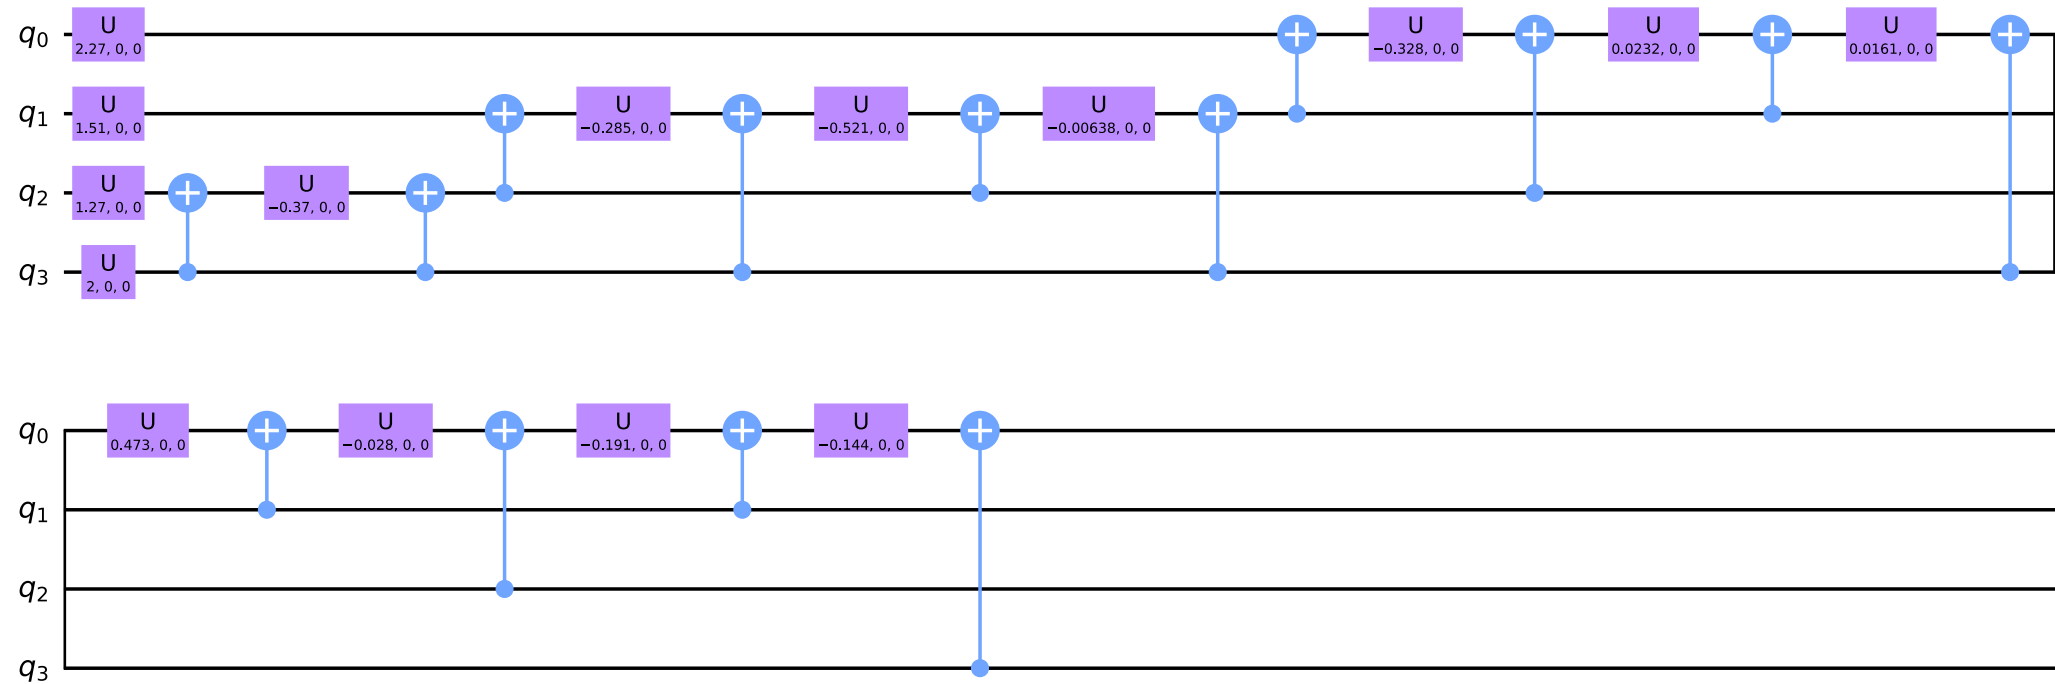 q0 U 2.27, 0, 0 U −0.328, 0, 0 U 0.0232, 0, 0 U 0.0161, 0, 0
q1 U 1.51, 0, 0 U −0.285, 0, 0 U −0.521, 0, 0 U −0.00638, 0, 0
q2 U 1.27, 0, 0 U −0.37, 0, 0
q3 U 2, 0, 0
q0 U 0.473, 0, 0 U −0.028, 0, 0 U −0.191, 0, 0 U −0.144, 0, 0
q1
q2
q3